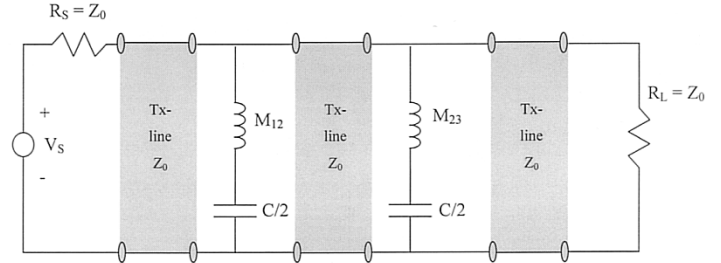 R_S = Z_0
+
V_S
-
Tx-
line
Z_0
M_12
C/2
Tx-
line
Z_0
M_23
C/2
Tx-
line
Z_0
R_L = Z_0